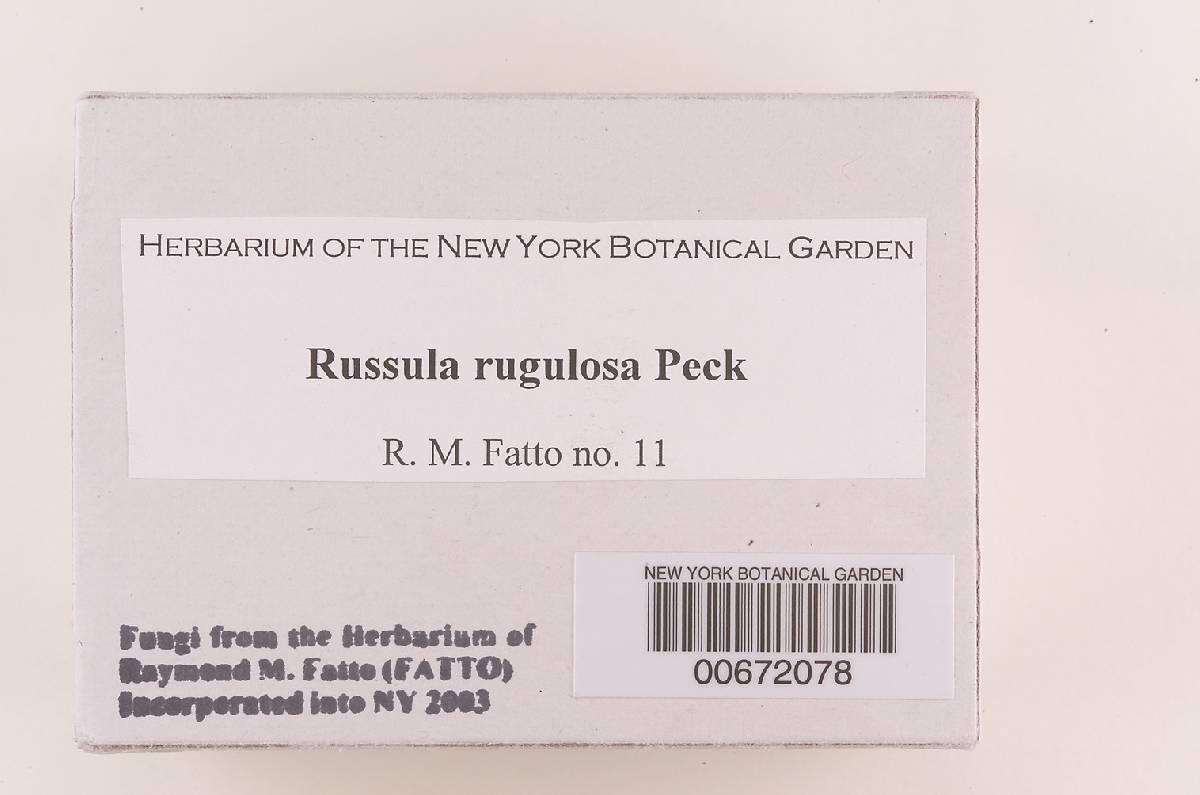 HERBARIUM OF THE NEW YORK BOTANICAL GARDEN
Russula rugulosa Peck
R. M. Fatto no. 11
NEW YORK BOTANICAL GARDEN
00672078
Fungi from the Herbarium of
Raymond M. Fatto (FATTO)
Incorporated into NY 2003